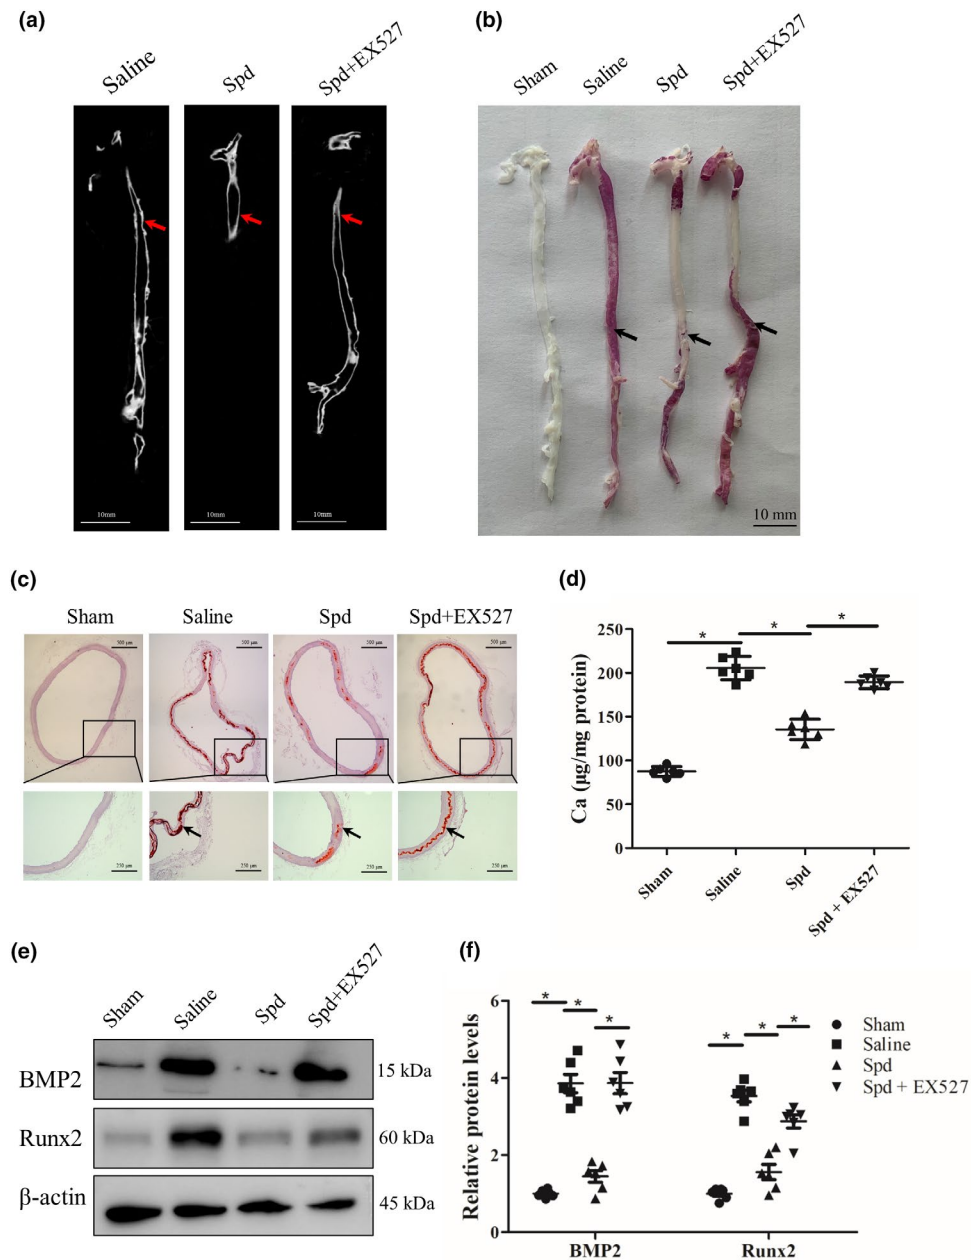 (a)
Saline
Spd
Spd+EX527
10mm
10mm
10mm
(b)
Sham
Saline
Spd
Spd+EX527
10 mm
(c)
Sham
Saline
Spd
Spd+EX527
500 μm
500 μm
500 μm
500 μm
250 μm
250 μm
250 μm
250 μm
(d)
Ca (μg/mg protein)
250
200
150
100
50
0
*
*
*
Sham
Saline
Spd
Spd + EX527
(e)
Sham
Saline
Spd
Spd+EX527
BMP2
15 kDa
Runx2
60 kDa
β-actin
45 kDa
(f)
Relative protein levels
6
4
2
0
*
*
*
*
*
*
BMP2
Runx2
Sham
Saline
Spd
Spd + EX527